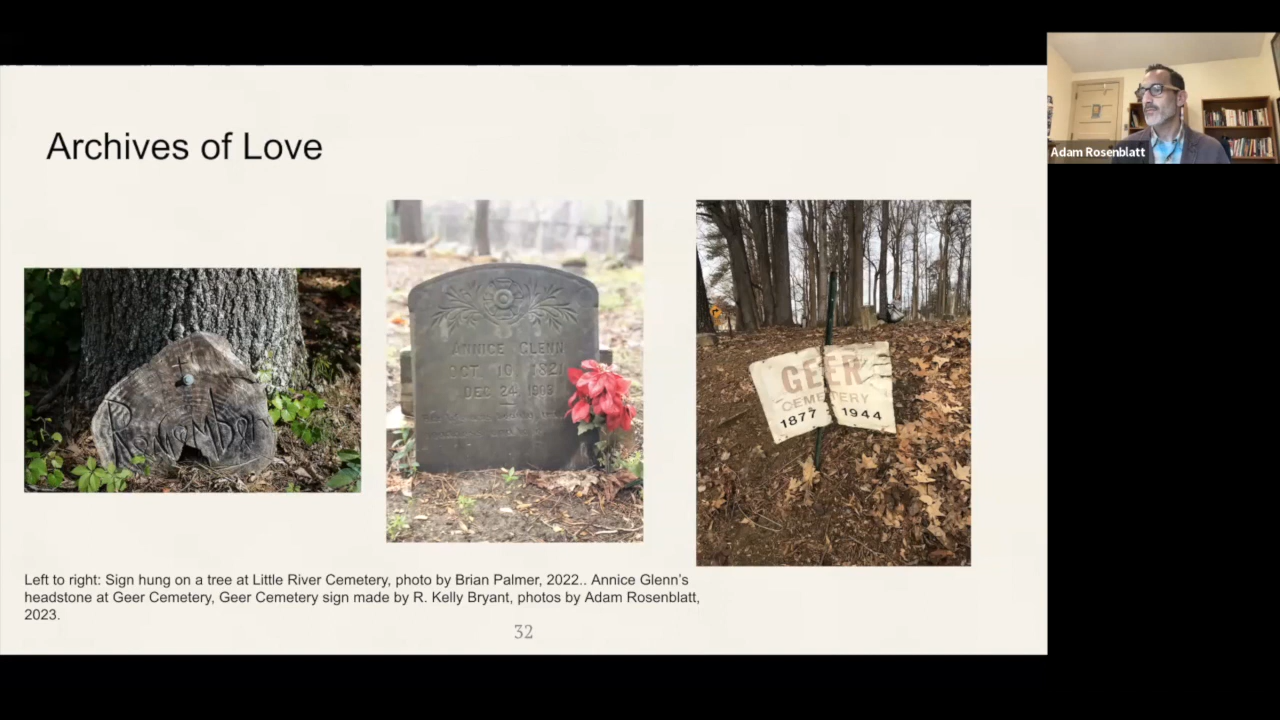 Archives of Love
Adam Rosenblatt
Remember
ANNICE GLENN
OCT. 10 1821
DEC 24 1903
GEER
CEMETERY
1877 1944
Left to right: Sign hung on a tree at Little River Cemetery, photo by Brian Palmer, 2022.. Annice Glenn's
headstone at Geer Cemetery, Geer Cemetery sign made by R. Kelly Bryant, photos by Adam Rosenblatt,
2023.
32